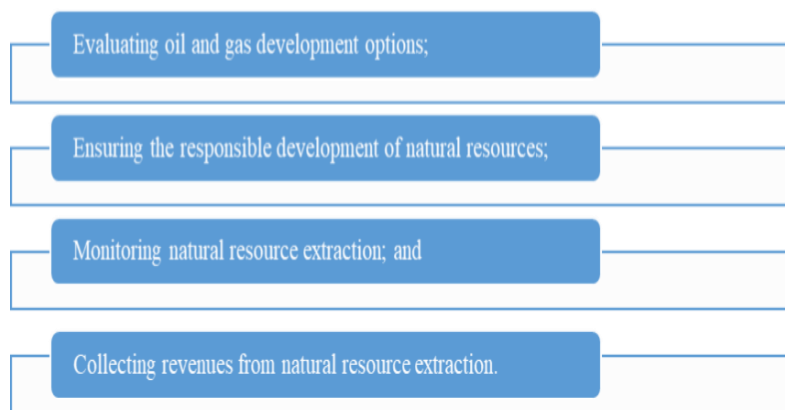 Evaluating oil and gas development options;
Ensuring the responsible development of natural resources;
Monitoring natural resource extraction; and
Collecting revenues from natural resource extraction.